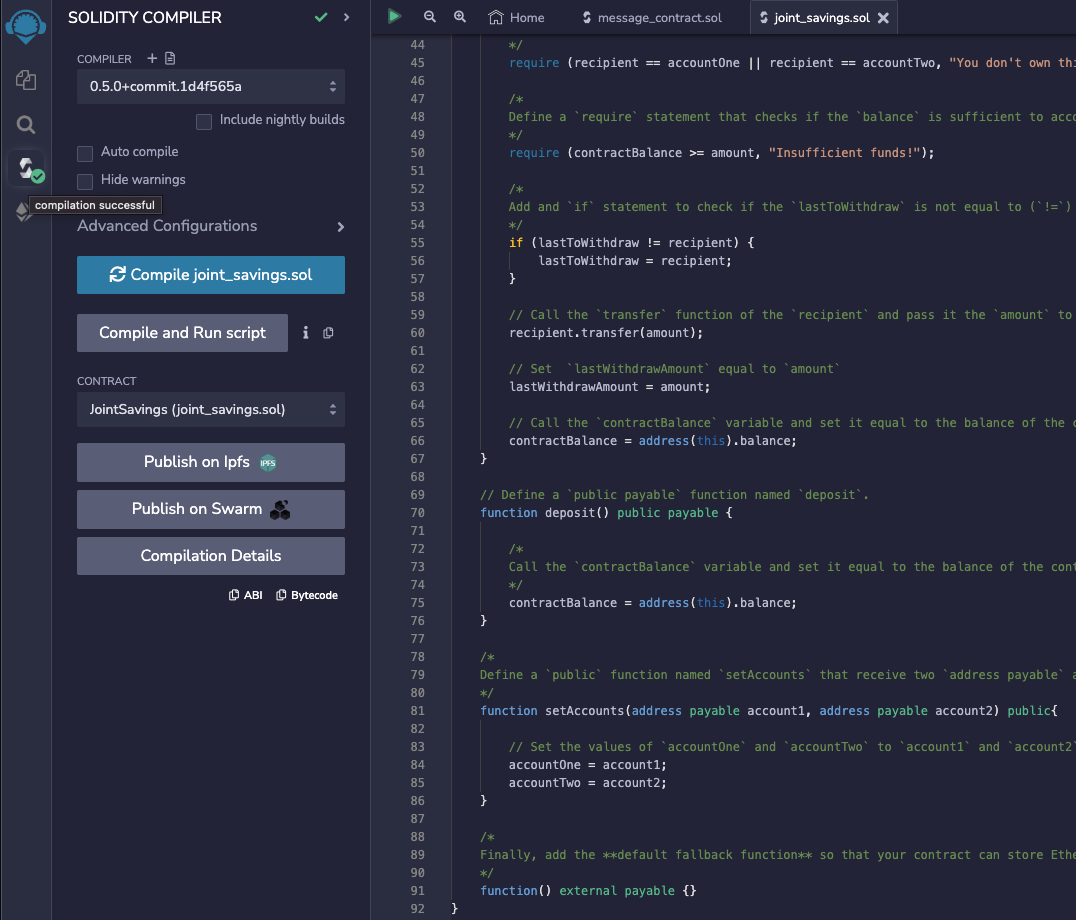 SOLIDITY COMPILER
COMPILER
0.5.0+commit.1d4f565a
Include nightly builds
Auto compile
Hide warnings
compilation successful
Advanced Configurations
Compile joint_savings.sol
Compile and Run script
CONTRACT
JointSavings (joint_savings.sol)
Publish on Ipfs IPFS
Publish on Swarm
Compilation Details
ABI Bytecode
Home message_contract.sol joint_savings.sol
44 */
45 require (recipient == accountOne || recipient == accountTwo, "You don't own thi
46
47 /*
48 Define a `require` statement that checks if the `balance` is sufficient to acco
49 */
50 require (contractBalance >= amount, "Insufficient funds!");
51
52 /*
53 Add and `if` statement to check if the `lastToWithdraw` is not equal to (`!=`)
54 */
55 if (lastToWithdraw != recipient) {
56 lastToWithdraw = recipient;
57 }
58
59 // Call the `transfer` function of the `recipient` and pass it the `amount` to
60 recipient.transfer(amount);
61
62 // Set  `lastWithdrawAmount` equal to `amount`
63 lastWithdrawAmount = amount;
64
65 // Call the `contractBalance` variable and set it equal to the balance of the c
66 contractBalance = address(this).balance;
67 }
68
69 // Define a `public payable` function named `deposit`.
70 function deposit() public payable {
71
72 /*
73 Call the `contractBalance` variable and set it equal to the balance of the cont
74 */
75 contractBalance = address(this).balance;
76 }
77
78 /*
79 Define a `public` function named `setAccounts` that receive two `address payable` a
80 */
81 function setAccounts(address payable account1, address payable account2) public{
82
83 // Set the values of `accountOne` and `accountTwo` to `account1` and `account2`
84 accountOne = account1;
85 accountTwo = account2;
86 }
87
88 /*
89 Finally, add the **default fallback function** so that your contract can store Ethe
90 */
91 function() external payable {}
92 }